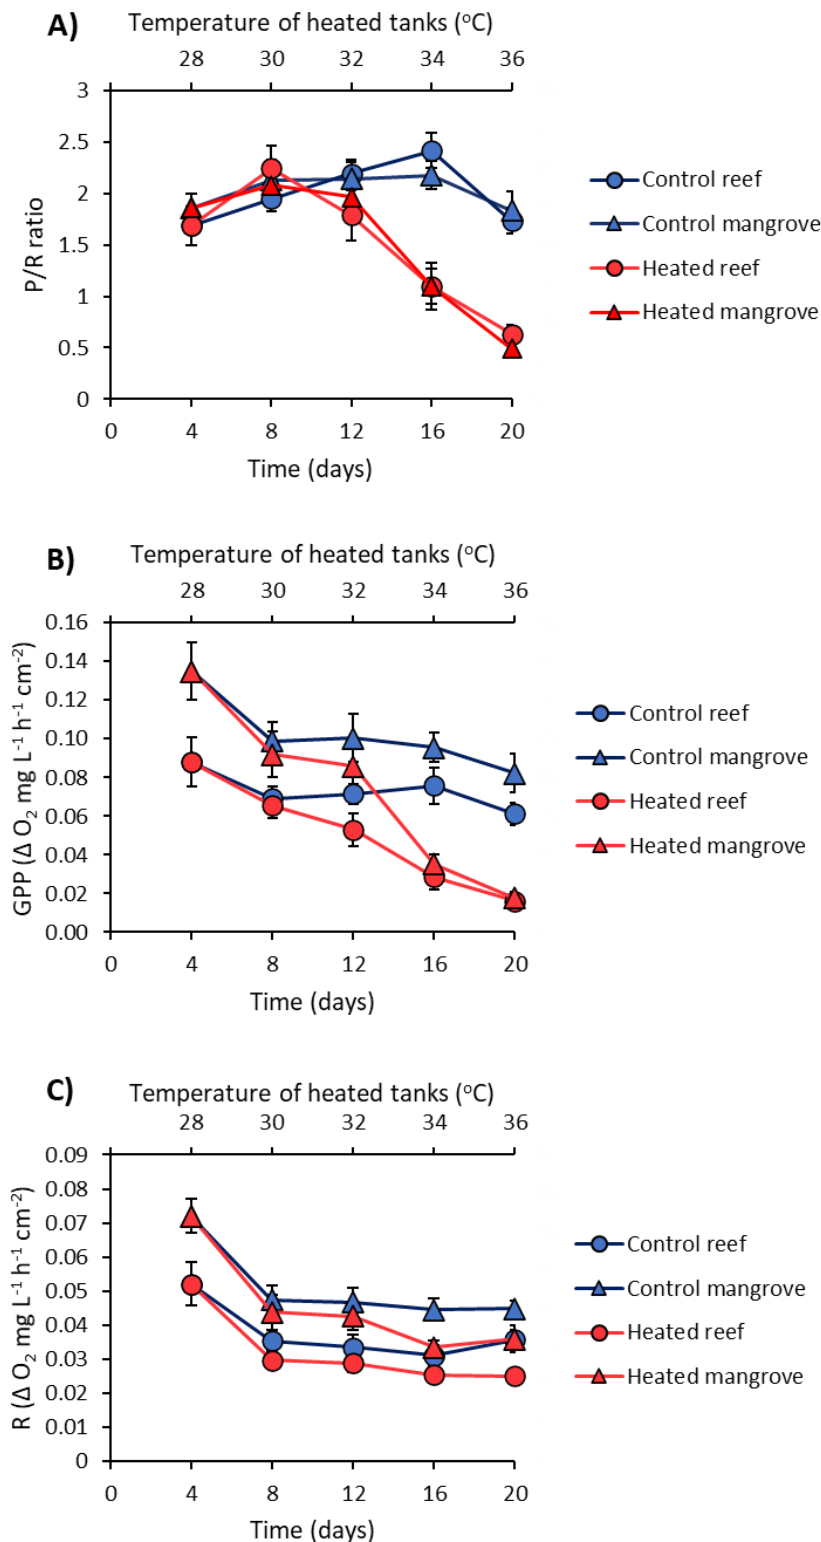 A)
Temperature of heated tanks (°C)
28 30 32 34 36
3
2.5
2
1.5
1
0.5
0
P/R ratio
0 4 8 12 16 20
Time (days)
Control reef
Control mangrove
Heated reef
Heated mangrove
B)
Temperature of heated tanks (°C)
28 30 32 34 36
0.16
0.14
0.12
0.10
0.08
0.06
0.04
0.02
0.00
GPP (Δ O₂ mg L⁻¹ h⁻¹ cm⁻²)
0 4 8 12 16 20
Time (days)
Control reef
Control mangrove
Heated reef
Heated mangrove
C)
Temperature of heated tanks (°C)
28 30 32 34 36
0.09
0.08
0.07
0.06
0.05
0.04
0.03
0.02
0.01
0
R (Δ O₂ mg L⁻¹ h⁻¹ cm⁻²)
0 4 8 12 16 20
Time (days)
Control reef
Control mangrove
Heated reef
Heated mangrove